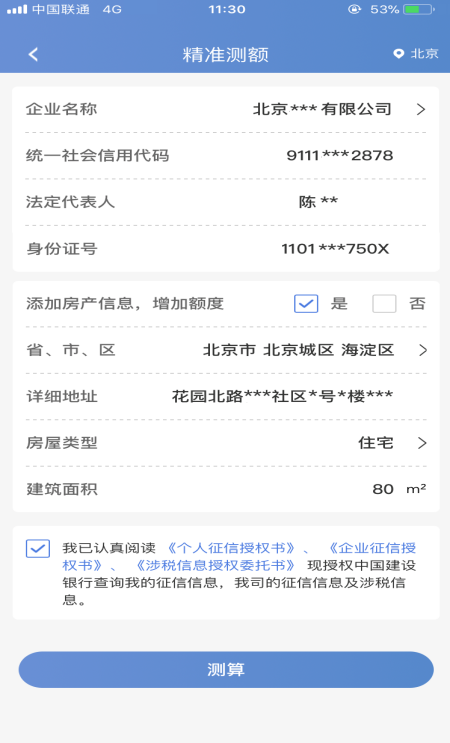 中国联通 4G 11:30 53%
精准测额 北京
企业名称 北京***有限公司
统一社会信用代码 9111***2878
法定代表人 陈**
身份证号 1101***750X
添加房产信息，增加额度 是 否
省、市、区 北京市 北京城区 海淀区
详细地址 花园北路***社区*号*楼***
房屋类型 住宅
建筑面积 80 m²
我已认真阅读 《个人征信授权书》、 《企业征信授
权书》、 《涉税信息授权委托书》 现授权中国建设
银行查询我的征信信息，我司的征信信息及涉税信
息。
测算